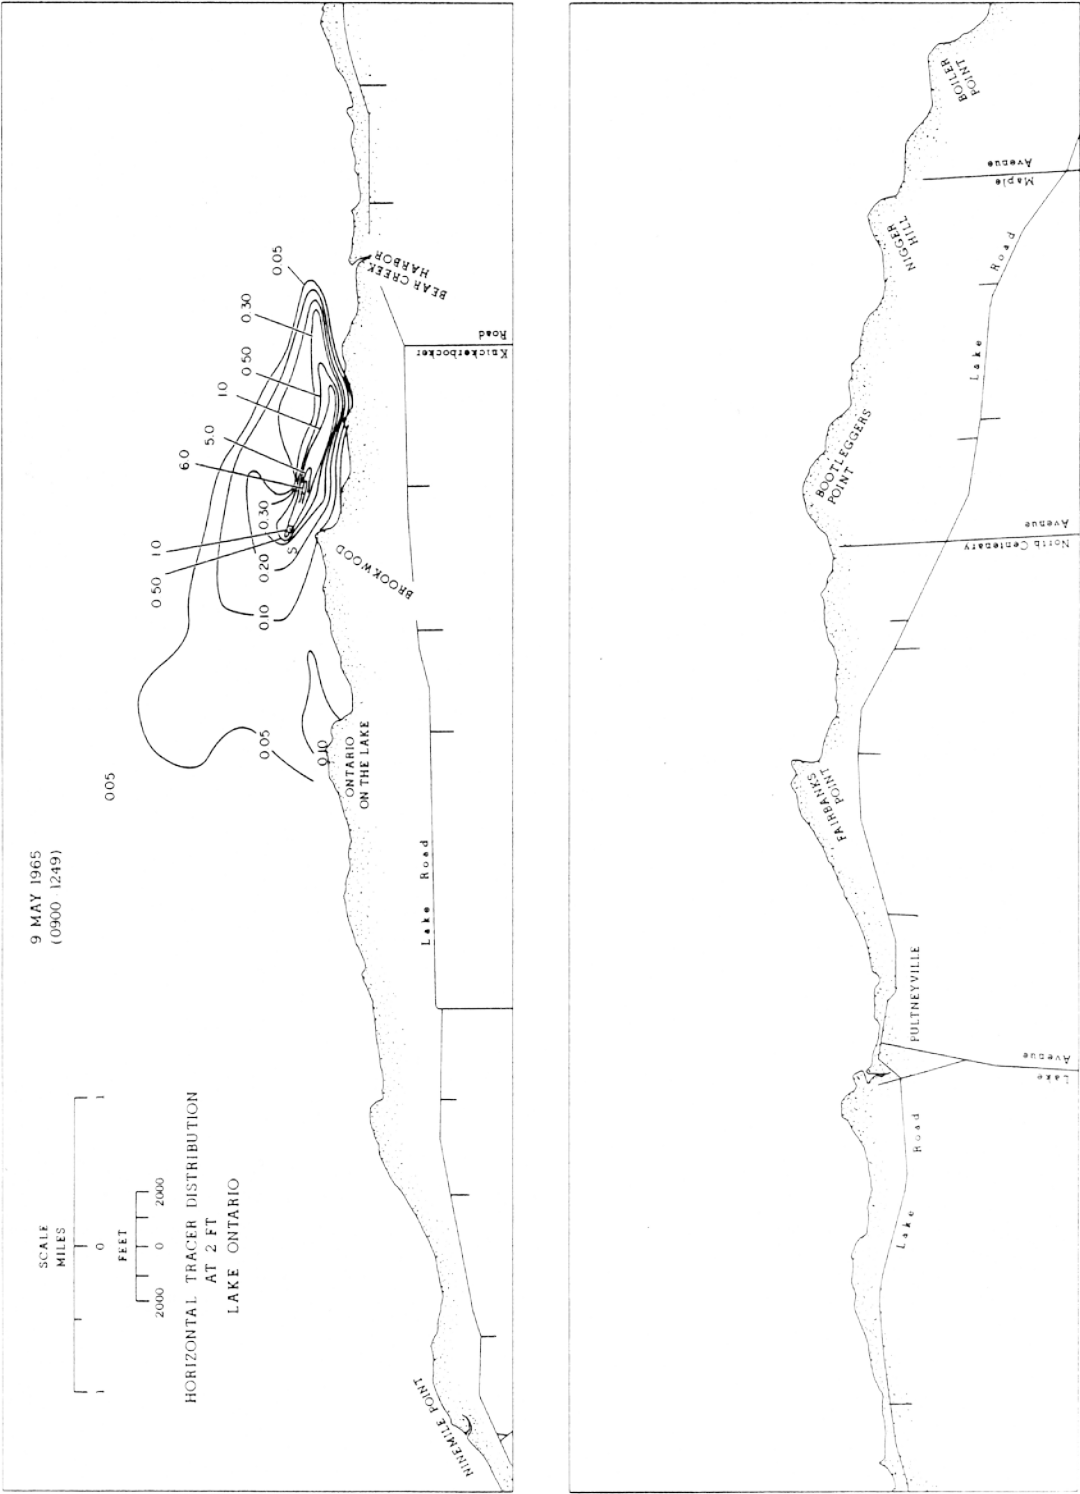 9 MAY 1965
(0900 1249)
SCALE
MILES
1 0 1
FEET
2000 0 2000
HORIZONTAL TRACER DISTRIBUTION
AT 2 FT
LAKE ONTARIO
0.05
0.50
1.0
6.0
5.0
1.0
0.50
0.30
0.05
0.05
0.10
0.10
0.20
0.30
S
NINEMILE POINT
ONTARIO
ON THE LAKE
BROOKWOOD
BEAR CREEK
HARBOR
Lake Road
Knickerbocker
Road
PULTNEYVILLE
FAIRBANKS
POINT
BOOTLEGGERS
POINT
NIGGER
HILL
BOILER
POINT
Lake Road
Lake
Avenue
North Centenary
Avenue
Lake Road
Maple
Avenue